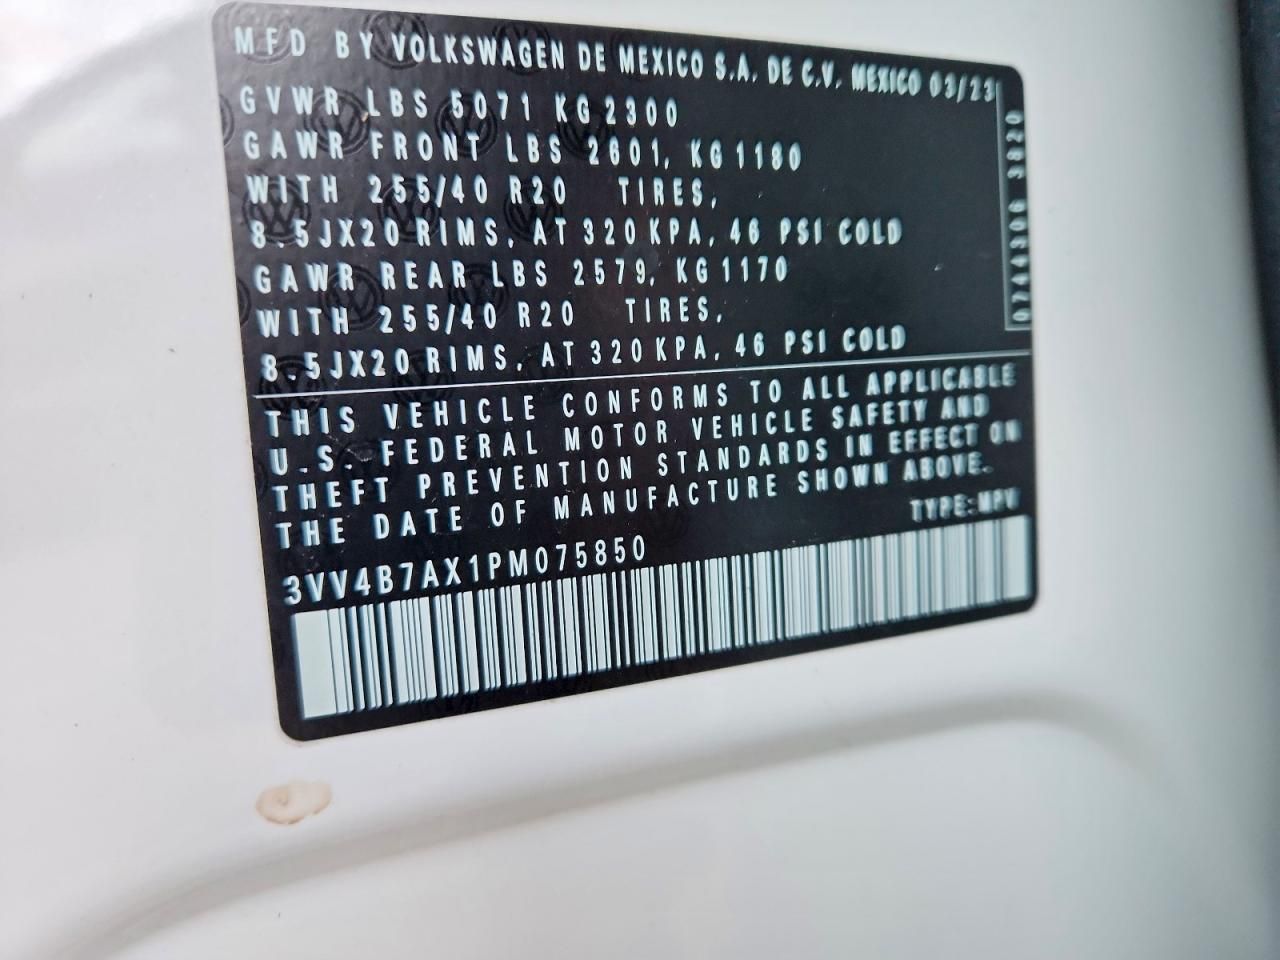 MFD BY VOLKSWAGEN DE MEXICO S.A. DE C.V. MEXICO 03/23
GVWR LBS 5071 KG 2300
GAWR FRONT LBS 2601, KG 1180
WITH 255/40 R20 TIRES,
8.5JX20 RIMS, AT 320 KPA, 46 PSI COLD
GAWR REAR LBS 2579, KG 1170
WITH 255/40 R20 TIRES,
8.5JX20 RIMS, AT 320 KPA, 46 PSI COLD
THIS VEHICLE CONFORMS TO ALL APPLICABLE
U.S. FEDERAL MOTOR VEHICLE SAFETY AND
THEFT PREVENTION STANDARDS IN EFFECT ON
THE DATE OF MANUFACTURE SHOWN ABOVE.
TYPE:MPV
3VV4B7AX1PM075850